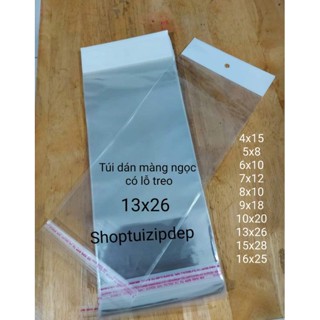 Túi dán màng ngọc
có lỗ treo
13x26
Shoptuizipdep
4x15
5x8
6x10
7x12
8x10
9x18
10x20
13x26
15x28
16x25